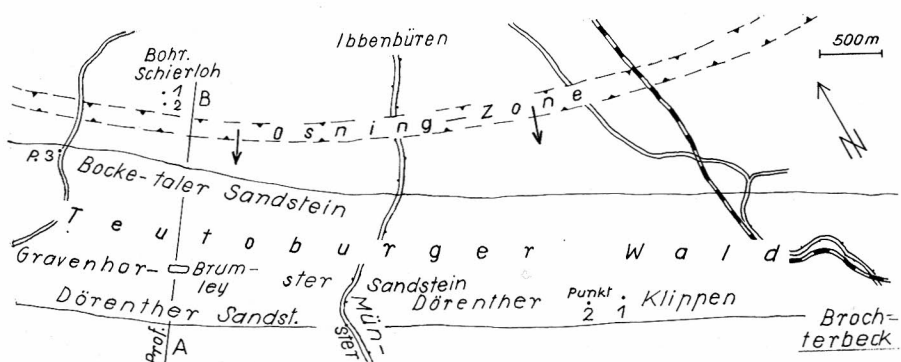 Ibbenbüren
Bohr.
Schierloh
1
2
B
500m
Osning Zone
N
P.3
Bocke-taler Sandstein
Teutoburger Wald
Gravenhor-
Brum-
ley
ster
Sandstein
Dörenther Sandst.
Dörenther
Punkt
2
1
Klippen
Mün-
ster
Broch-
terbeck
Prof.
A